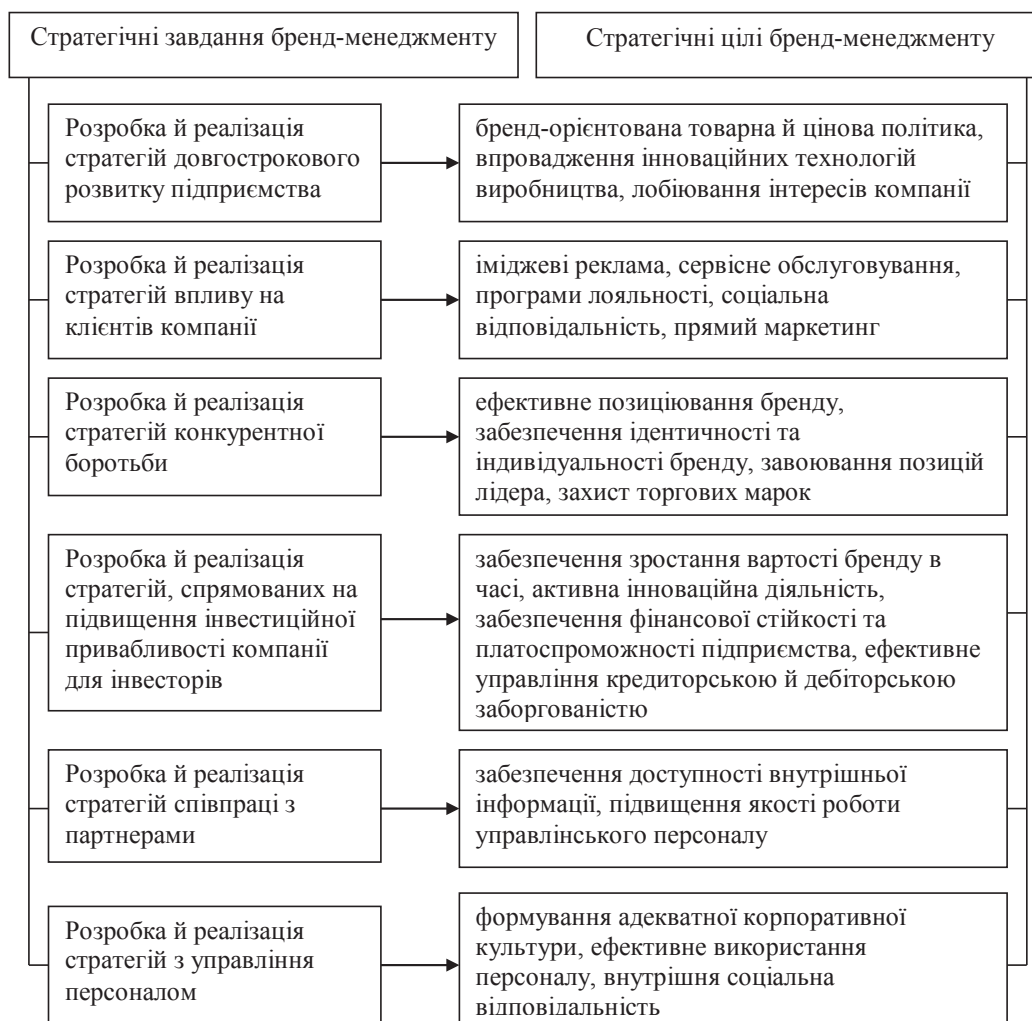 Стратегічні завдання бренд-менеджменту
Стратегічні цілі бренд-менеджменту
Розробка й реалізація
стратегій довгострокового
розвитку підприємства
бренд-орієнтована товарна й цінова політика,
впровадження інноваційних технологій
виробництва, лобіювання інтересів компанії
Розробка й реалізація
стратегій впливу на
клієнтів компанії
іміджеві реклама, сервісне обслуговування,
програми лояльності, соціальна
відповідальність, прямий маркетинг
Розробка й реалізація
стратегій конкурентної
боротьби
ефективне позиціювання бренду,
забезпечення ідентичності та
індивідуальності бренду, завоювання позицій
лідера, захист торгових марок
Розробка й реалізація
стратегій, спрямованих на
підвищення інвестиційної
привабливості компанії
для інвесторів
забезпечення зростання вартості бренду в
часі, активна інноваційна діяльність,
забезпечення фінансової стійкості та
платоспроможності підприємства, ефективне
управління кредиторською й дебіторською
заборгованістю
Розробка й реалізація
стратегій співпраці з
партнерами
забезпечення доступності внутрішньої
інформації, підвищення якості роботи
управлінського персоналу
Розробка й реалізація
стратегій з управління
персоналом
формування адекватної корпоративної
культури, ефективне використання
персоналу, внутрішня соціальна
відповідальність